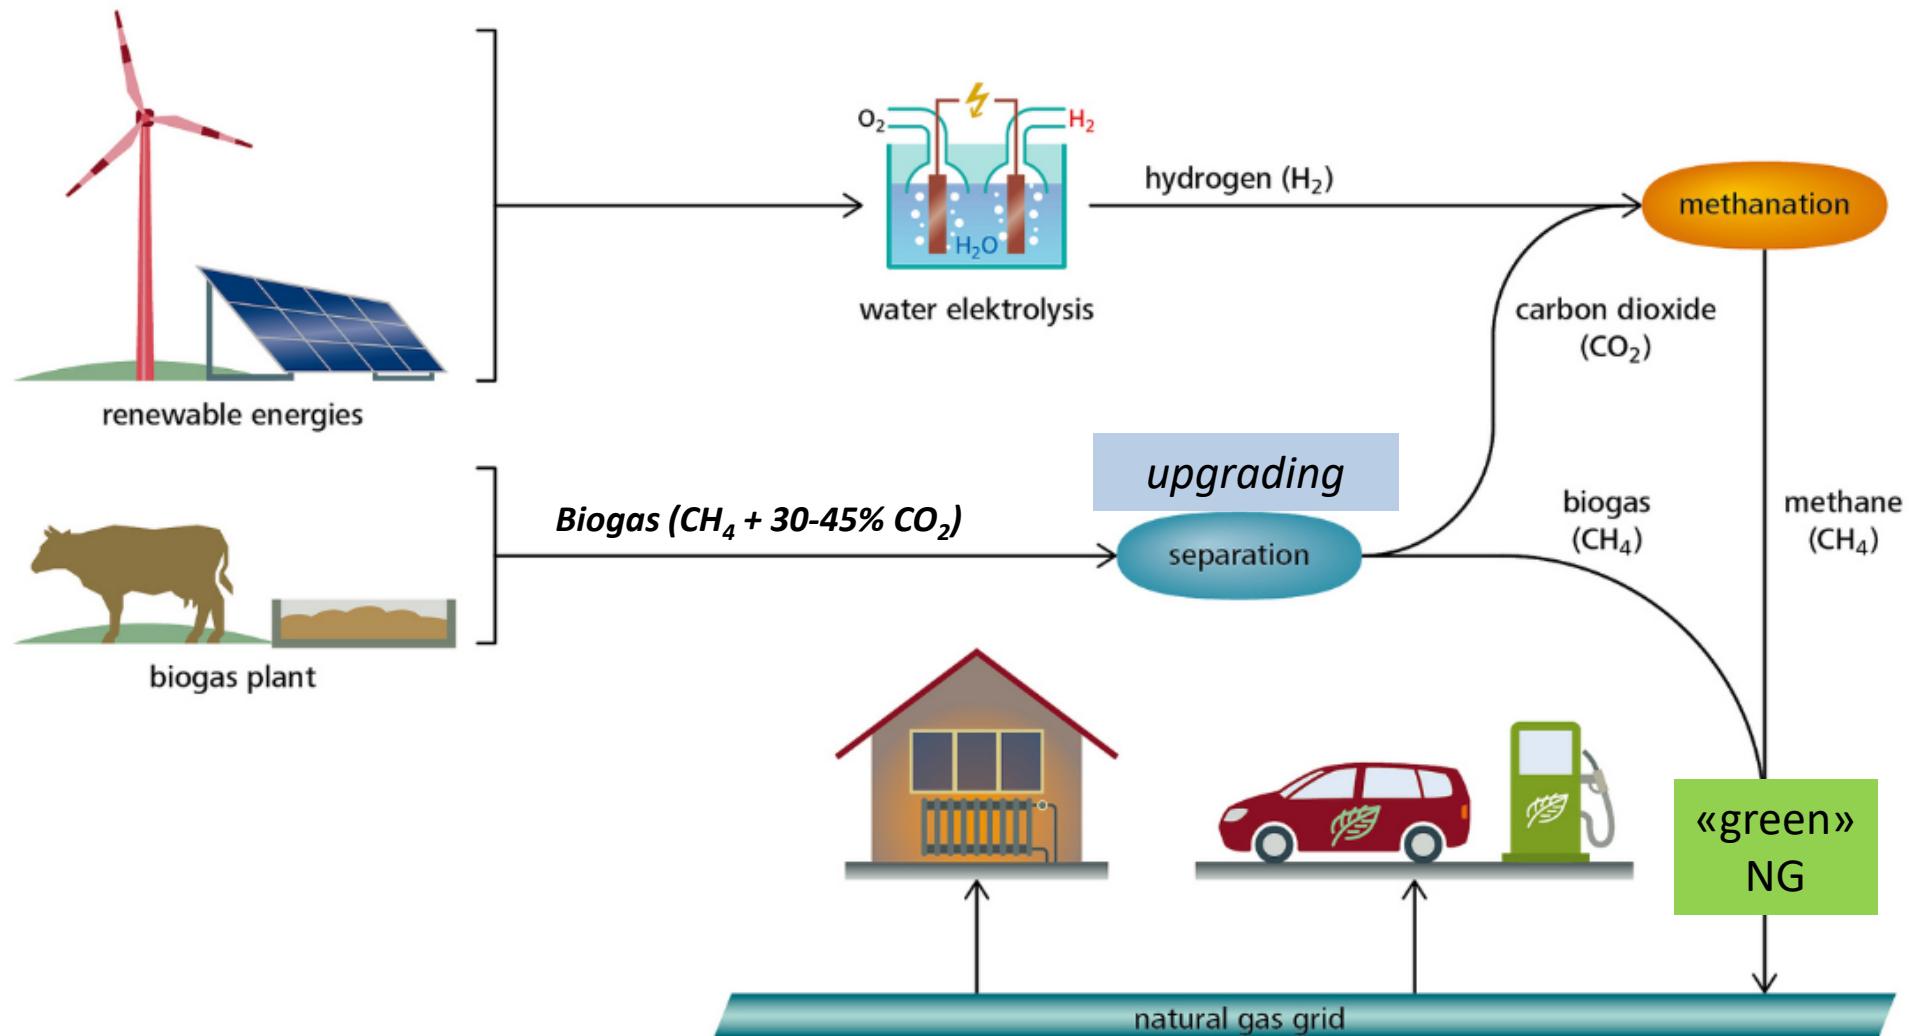 O₂
H₂
H₂O
water elektrolysis
hydrogen (H₂)
methanation
carbon dioxide
(CO₂)
renewable energies
upgrading
Biogas (CH₄ + 30-45% CO₂)
separation
biogas
(CH₄)
methane
(CH₄)
biogas plant
«green»
NG
natural gas grid